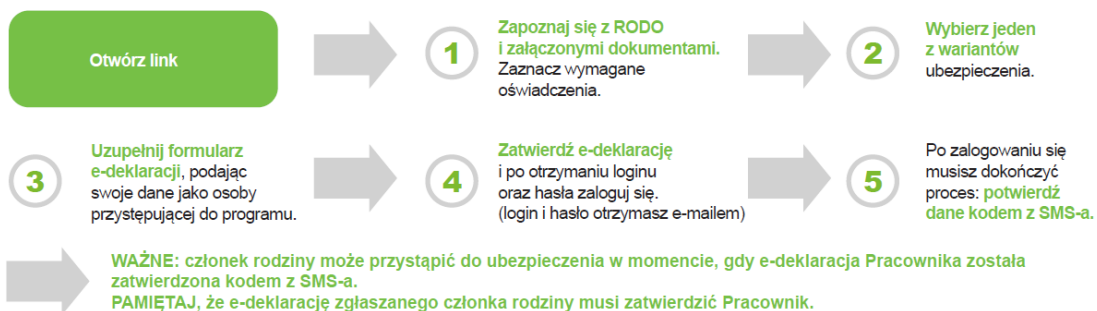 Otwórz link
1
Zapoznaj się z RODO
i załączonymi dokumentami.
Zaznacz wymagane
oświadczenia.
2
Wybierz jeden
z wariantów
ubezpieczenia.
3
Uzupełnij formularz
e-deklaracji, podając
swoje dane jako osoby
przystępującej do programu.
4
Zatwierdź e-deklarację
i po otrzymaniu loginu
oraz hasła zaloguj się.
(login i hasło otrzymasz e-mailem)
5
Po zalogowaniu się
musisz dokończyć
proces: potwierdź
dane kodem z SMS-a.
WAŻNE: członek rodziny może przystąpić do ubezpieczenia w momencie, gdy e-deklaracja Pracownika została
zatwierdzona kodem z SMS-a.
PAMIĘTAJ, że e-deklarację zgłaszanego członka rodziny musi zatwierdzić Pracownik.